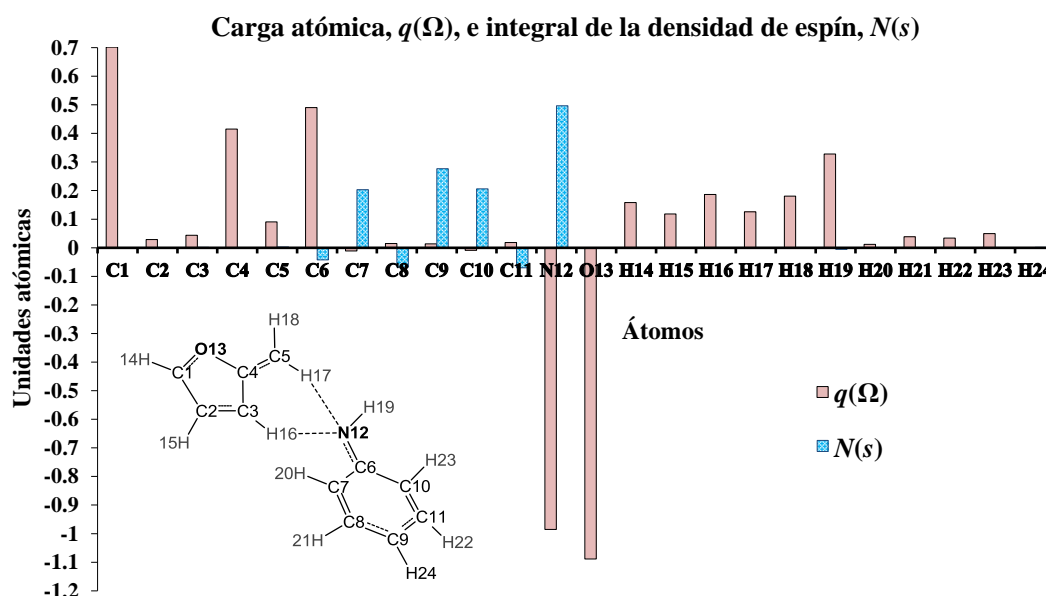 Carga atómica, q(Ω), e integral de la densidad de espín, N(s)
Unidades atómicas
0.7
0.6
0.5
0.4
0.3
0.2
0.1
0
-0.1
-0.2
-0.3
-0.4
-0.5
-0.6
-0.7
-0.8
-0.9
-1
-1.1
-1.2
C1 C2 C3 C4 C5 C6 C7 C8 C9 C10 C11 N12 O13 H14 H15 H16 H17 H18 H19 H20 H21 H22 H23 H24
Átomos
q(Ω)
N(s)
H18
O13
14H
C1
C4
C5
H17
C2
C3
H19
15H
H16
N12
C6
H23
20H
C7
C10
C8
C11
21H
C9
H22
H24